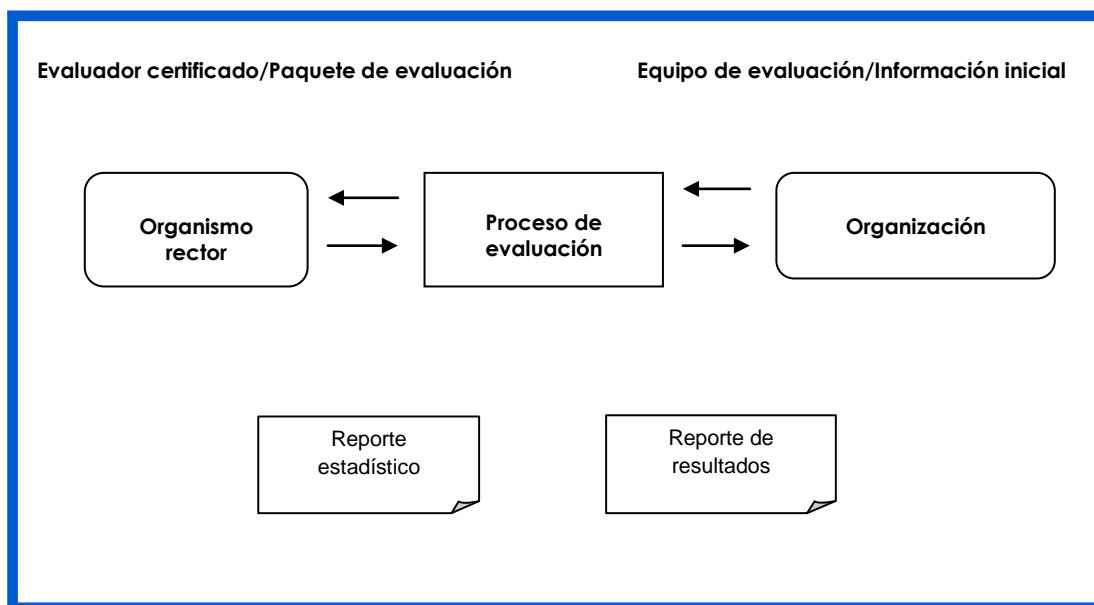 Evaluador certificado/Paquete de evaluación
Equipo de evaluación/Información inicial
Organismo
rector
Proceso de
evaluación
Organización
Reporte
estadístico
Reporte de
resultados